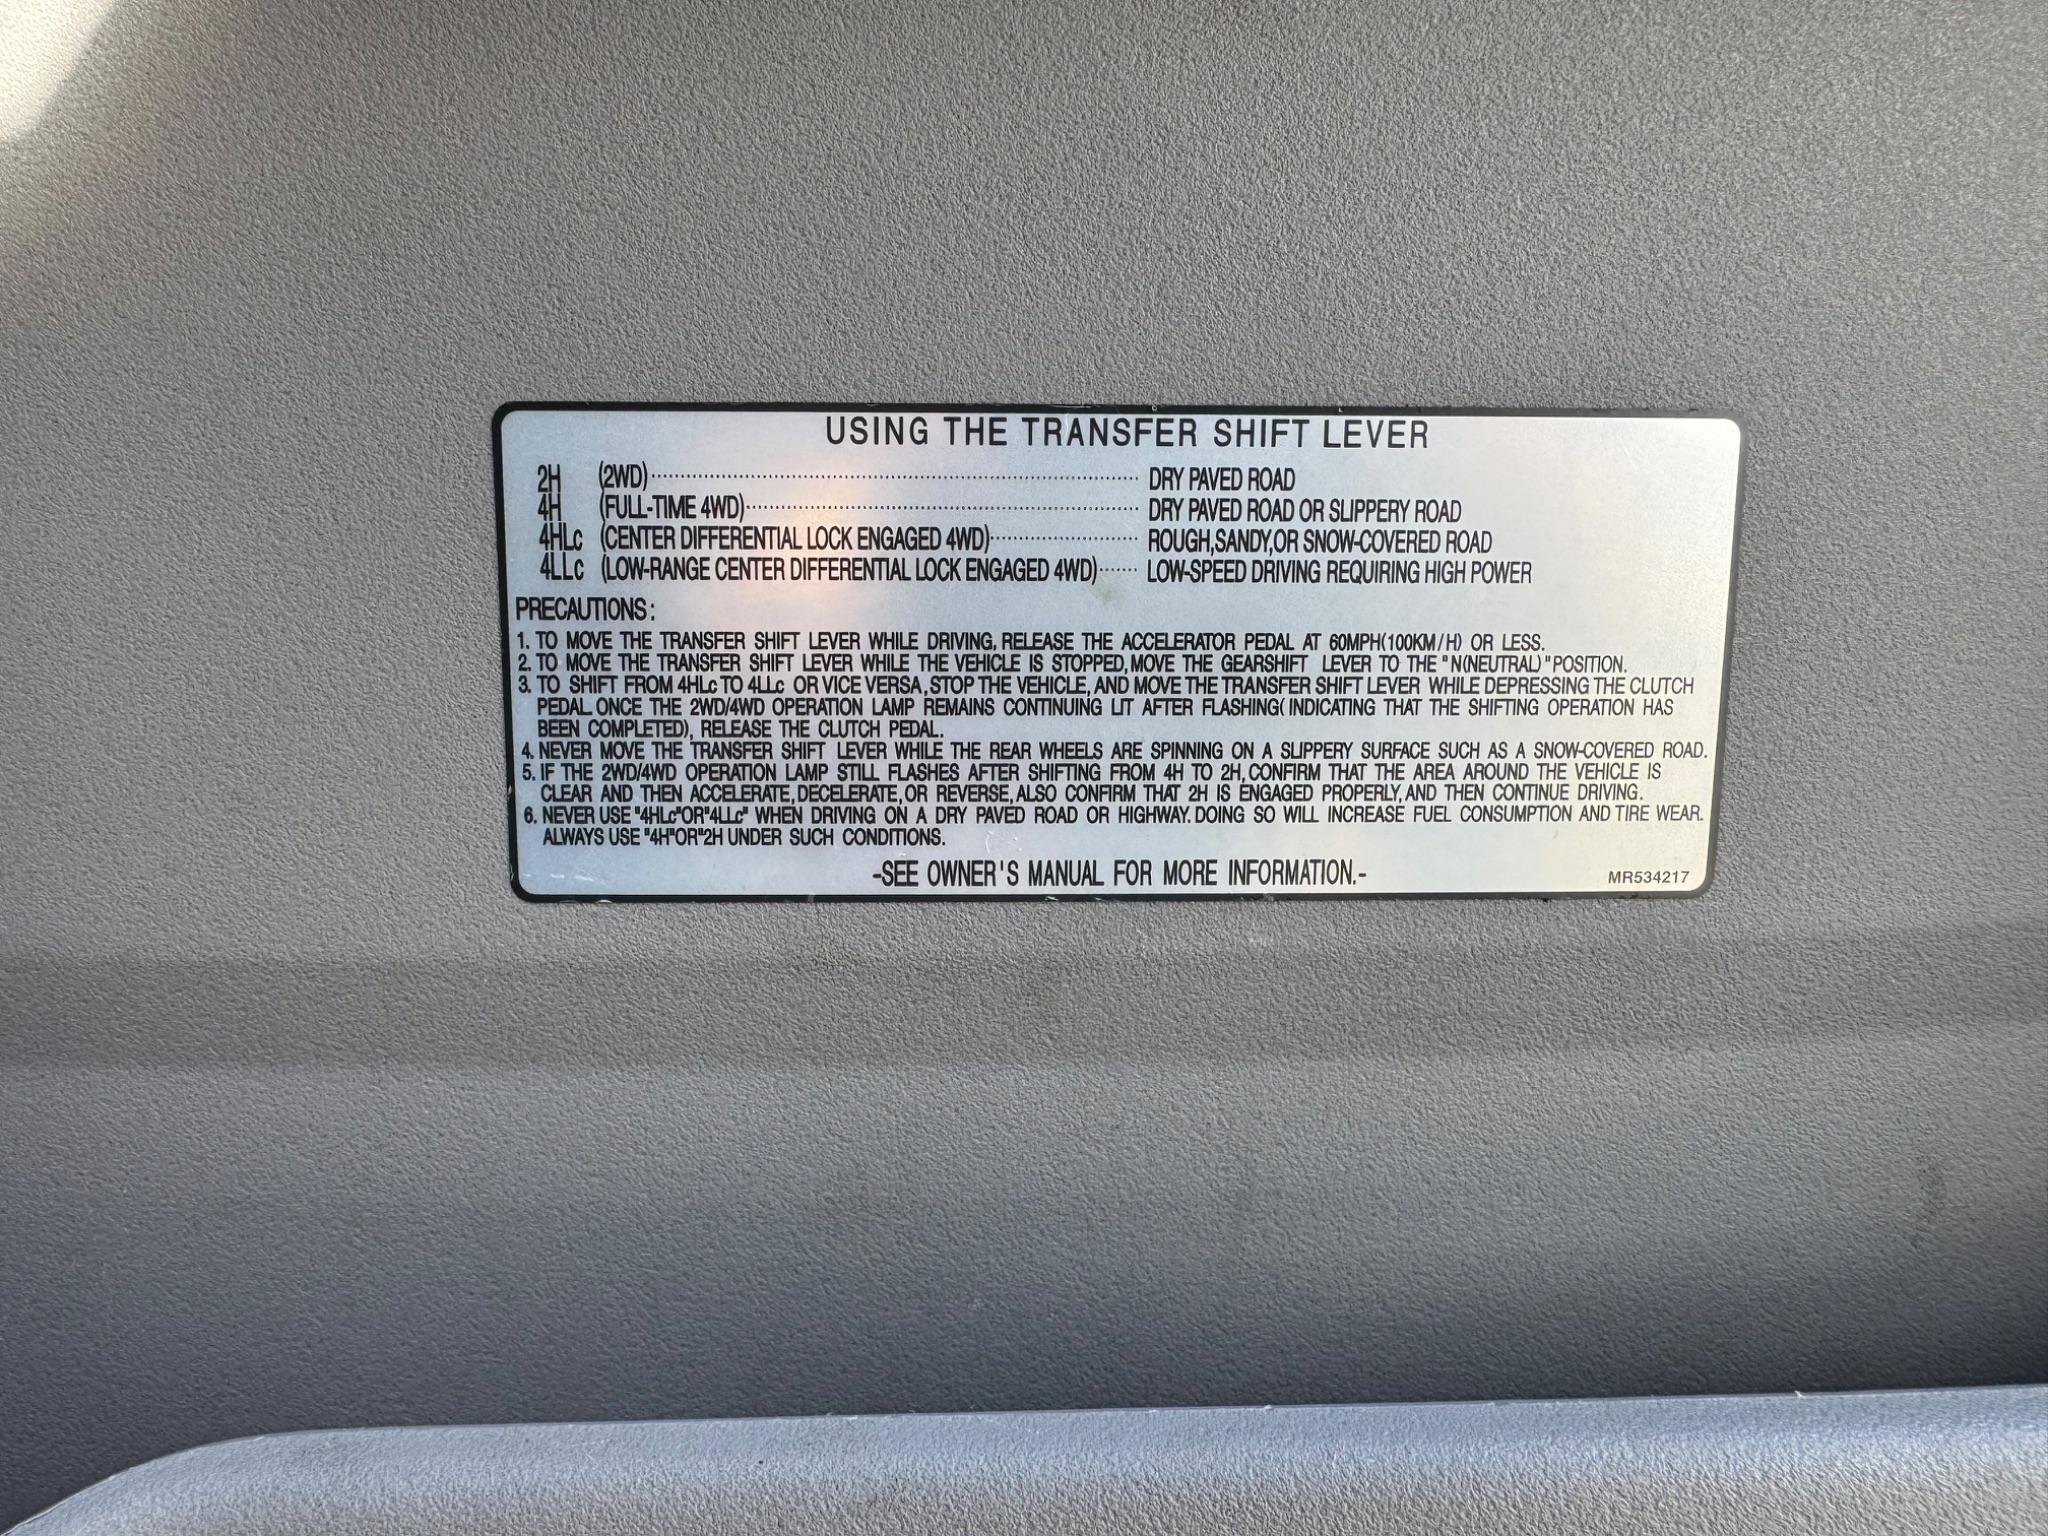 USING THE TRANSFER SHIFT LEVER
2H (2WD) ···················· DRY PAVED ROAD
4H (FULL-TIME 4WD) ···················· DRY PAVED ROAD OR SLIPPERY ROAD
4HLc (CENTER DIFFERENTIAL LOCK ENGAGED 4WD) ············ ROUGH,SANDY,OR SNOW-COVERED ROAD
4LLc (LOW-RANGE CENTER DIFFERENTIAL LOCK ENGAGED 4WD) ······ LOW-SPEED DRIVING REQUIRING HIGH POWER
PRECAUTIONS:
1. TO MOVE THE TRANSFER SHIFT LEVER WHILE DRIVING, RELEASE THE ACCELERATOR PEDAL AT 60MPH(100KM/H) OR LESS.
2. TO MOVE THE TRANSFER SHIFT LEVER WHILE THE VEHICLE IS STOPPED, MOVE THE GEARSHIFT LEVER TO THE "N(NEUTRAL)" POSITION.
3. TO SHIFT FROM 4HLc TO 4LLc OR VICE VERSA, STOP THE VEHICLE, AND MOVE THE TRANSFER SHIFT LEVER WHILE DEPRESSING THE CLUTCH
PEDAL. ONCE THE 2WD/4WD OPERATION LAMP REMAINS CONTINUING LIT AFTER FLASHING( INDICATING THAT THE SHIFTING OPERATION HAS
BEEN COMPLETED), RELEASE THE CLUTCH PEDAL.
4. NEVER MOVE THE TRANSFER SHIFT LEVER WHILE THE REAR WHEELS ARE SPINNING ON A SLIPPERY SURFACE SUCH AS A SNOW-COVERED ROAD.
5. IF THE 2WD/4WD OPERATION LAMP STILL FLASHES AFTER SHIFTING FROM 4H TO 2H, CONFIRM THAT THE AREA AROUND THE VEHICLE IS
CLEAR AND THEN ACCELERATE, DECELERATE, OR REVERSE, ALSO CONFIRM THAT 2H IS ENGAGED PROPERLY, AND THEN CONTINUE DRIVING.
6. NEVER USE "4HLc"OR"4LLc" WHEN DRIVING ON A DRY PAVED ROAD OR HIGHWAY. DOING SO WILL INCREASE FUEL CONSUMPTION AND TIRE WEAR.
ALWAYS USE "4H"OR"2H UNDER SUCH CONDITIONS.
-SEE OWNER'S MANUAL FOR MORE INFORMATION.-
MR534217